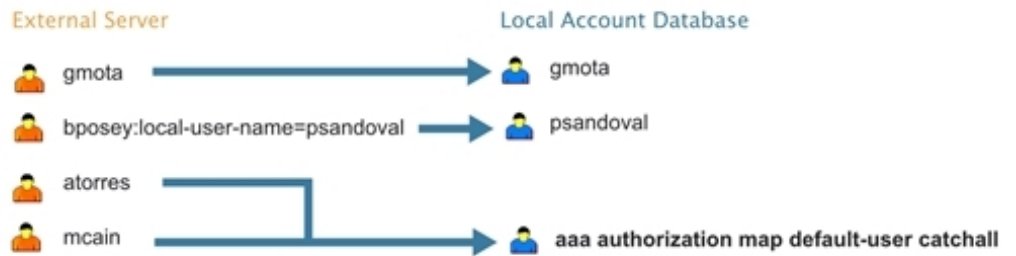 External Server Local Account Database
gmota gmota
bposey:local-user-name=psandoval psandoval
atorres
mcain aaa authorization map default-user catchall